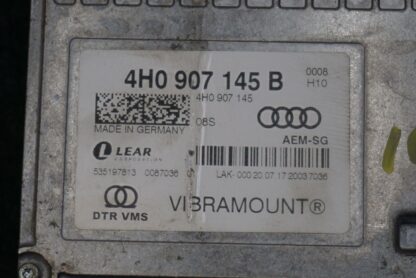 4H0 907 145 B
0008
H10
4H0 907 145
08S
MADE IN GERMANY
AEM-SG
LEAR
CORPORATION
535197813 0087036
LAK- 000 20 07.17 20037036
DTR VMS
VIBRAMOUNT®